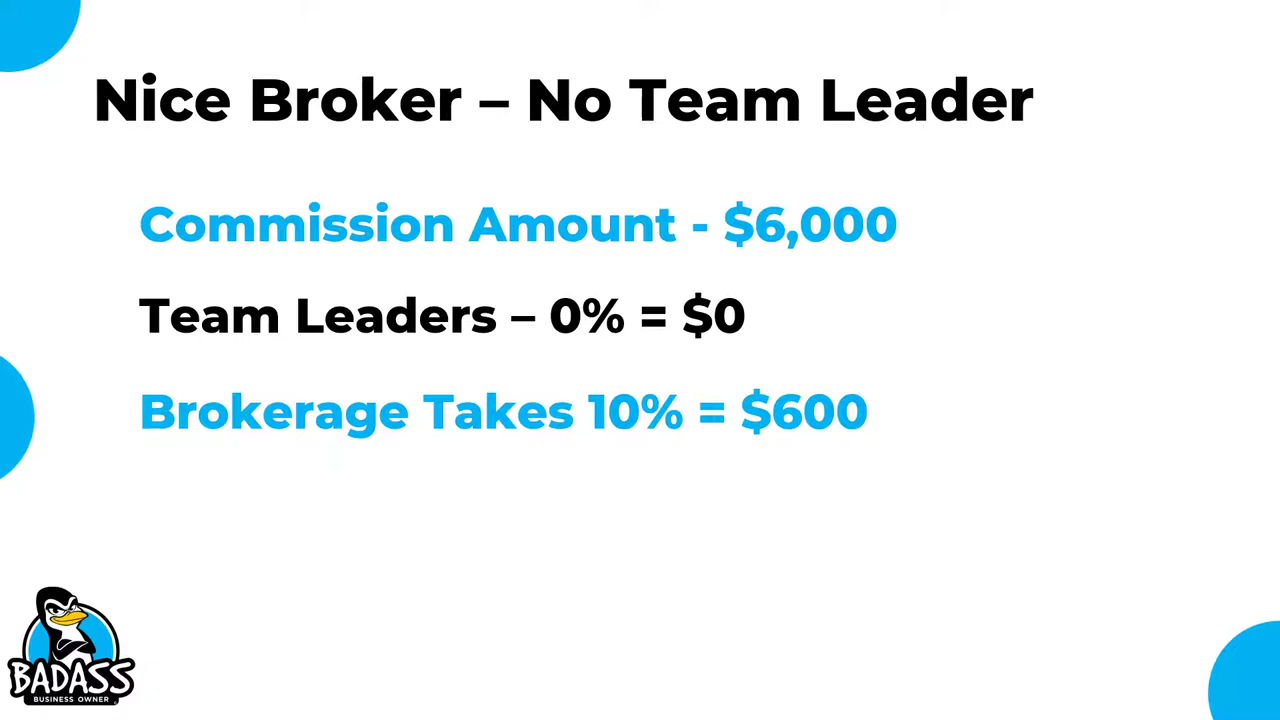 Nice Broker – No Team Leader
Commission Amount - $6,000
Team Leaders – 0% = $0
Brokerage Takes 10% = $600
BADASS
BUSINESS OWNER